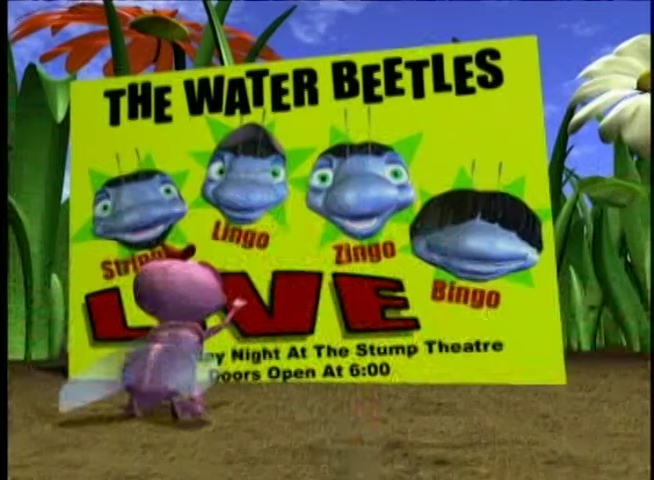 THE WATER BEETLES
Lingo
Zingo
Bingo
LIVE
Night At The Stump Theatre
Doors Open At 6:00